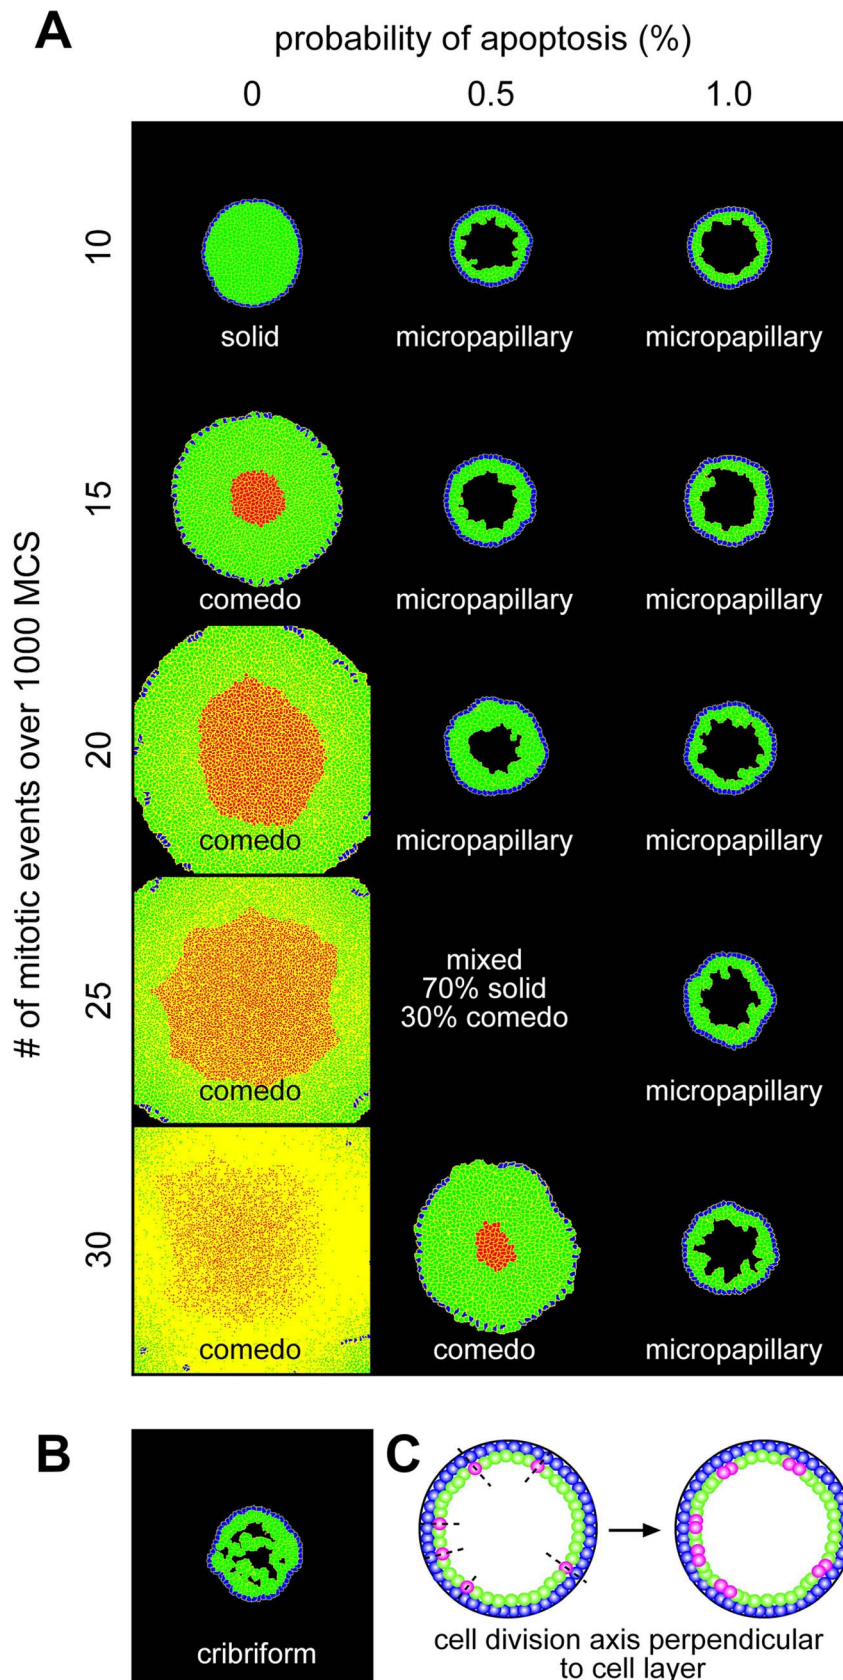 A
probability of apoptosis (%)
0 0.5 1.0
# of mitotic events over 1000 MCS
10
solid micropapillary micropapillary
15
comedo micropapillary micropapillary
20
comedo micropapillary micropapillary
25
mixed
70% solid
30% comedo
comedo micropapillary
30
comedo comedo micropapillary
B
cribriform
C
cell division axis perpendicular
to cell layer